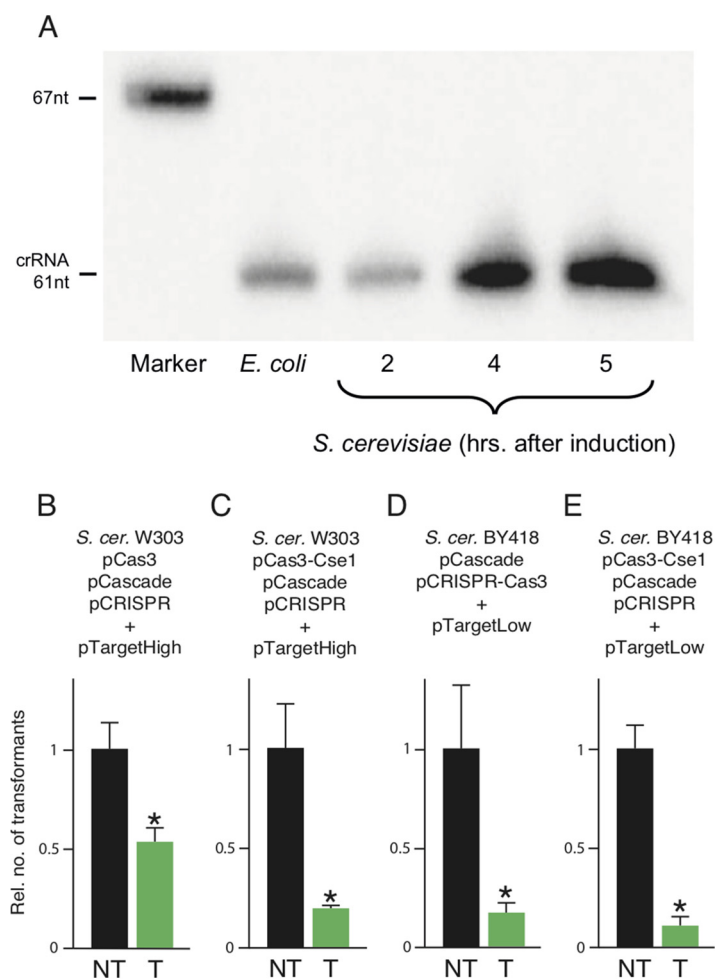 A
67nt
crRNA
61nt
Marker E. coli 2 4 5
S. cerevisiae (hrs. after induction)
B
S. cer. W303
pCas3
pCascade
pCRISPR
+
pTargetHigh
Rel. no. of transformants
1
0.5
0
*
NT T
C
S. cer. W303
pCas3-Cse1
pCascade
pCRISPR
+
pTargetHigh
1
0.5
0
*
NT T
D
S. cer. BY418
pCascade
pCRISPR-Cas3
+
pTargetLow
1
0.5
0
*
NT T
E
S. cer. BY418
pCas3-Cse1
pCascade
pCRISPR
+
pTargetLow
1
0.5
0
*
NT T